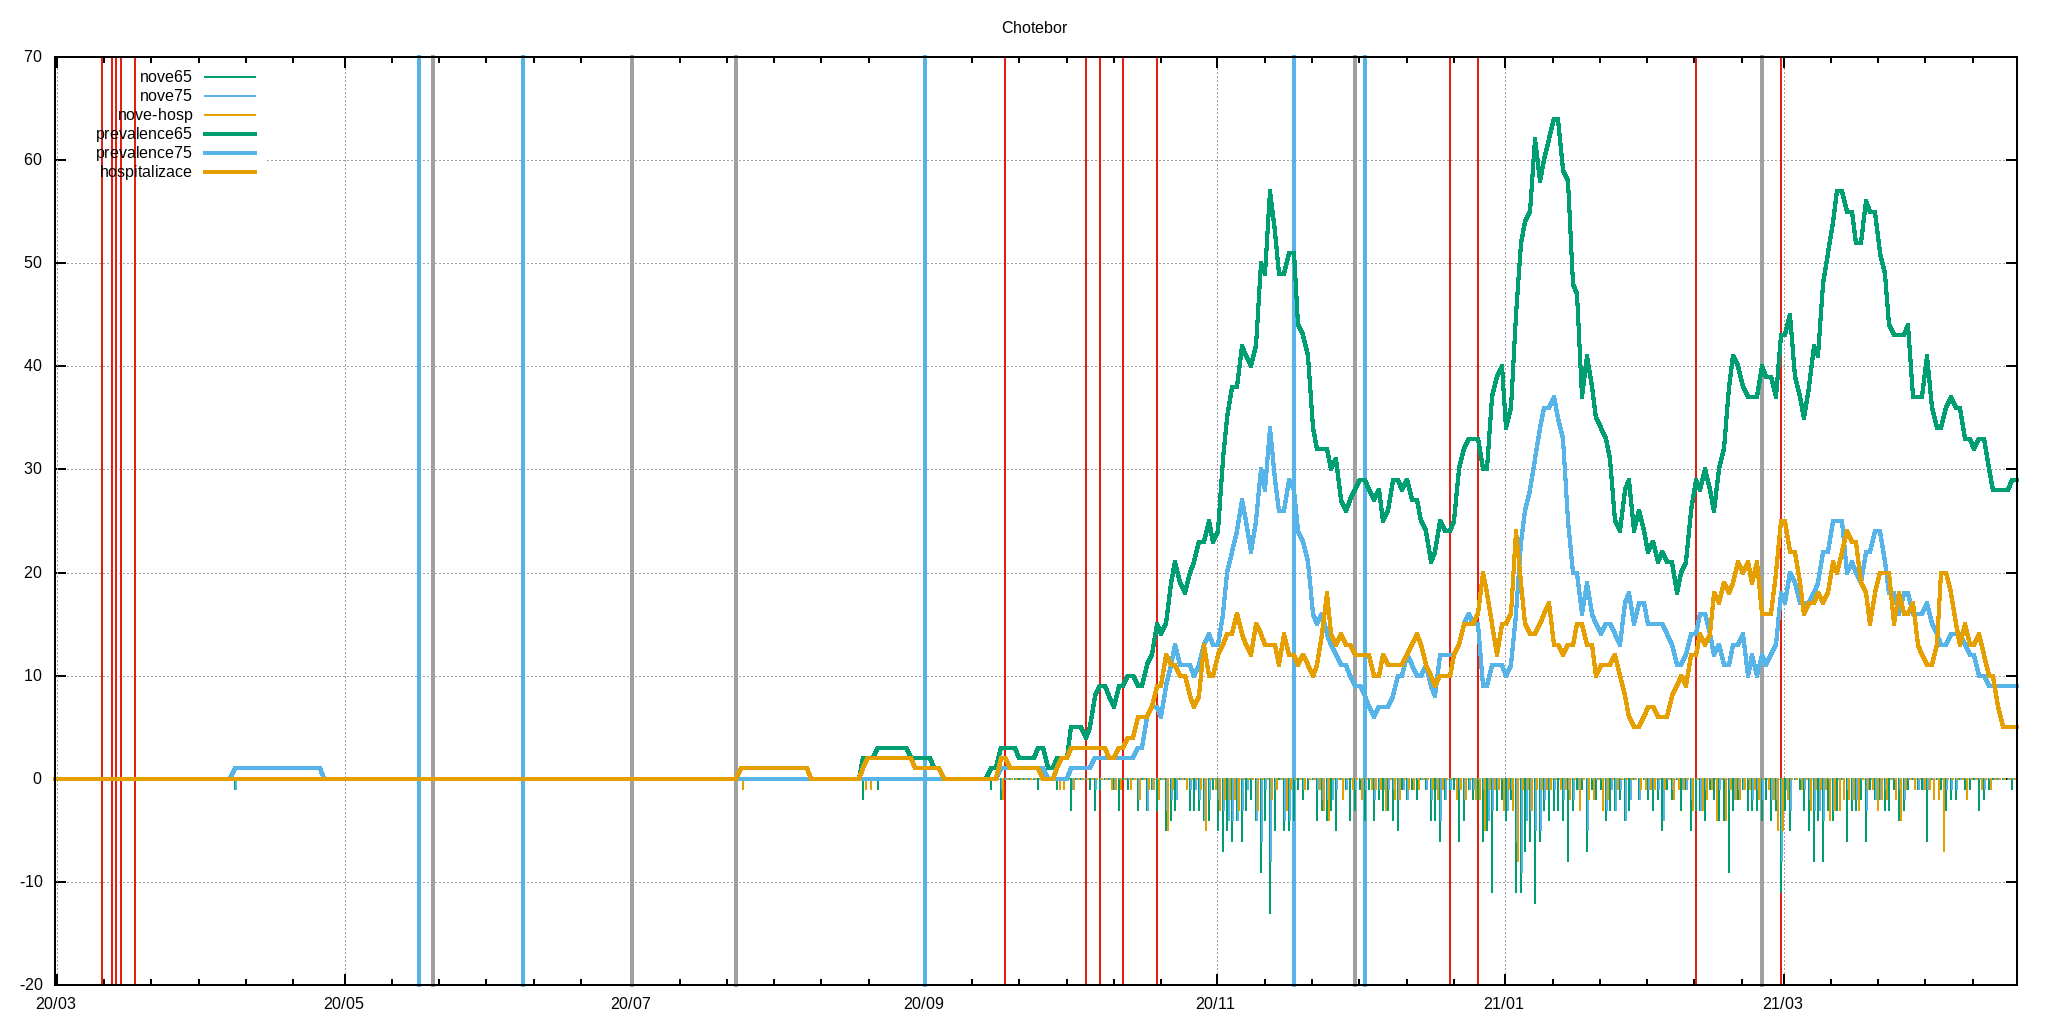 Chotebor
70
60
50
40
30
20
10
0
-10
-20
nove65
nove75
nove-hosp
prevalence65
prevalence75
hospitalizace
20/03 20/05 20/07 20/09 20/11 21/01 21/03